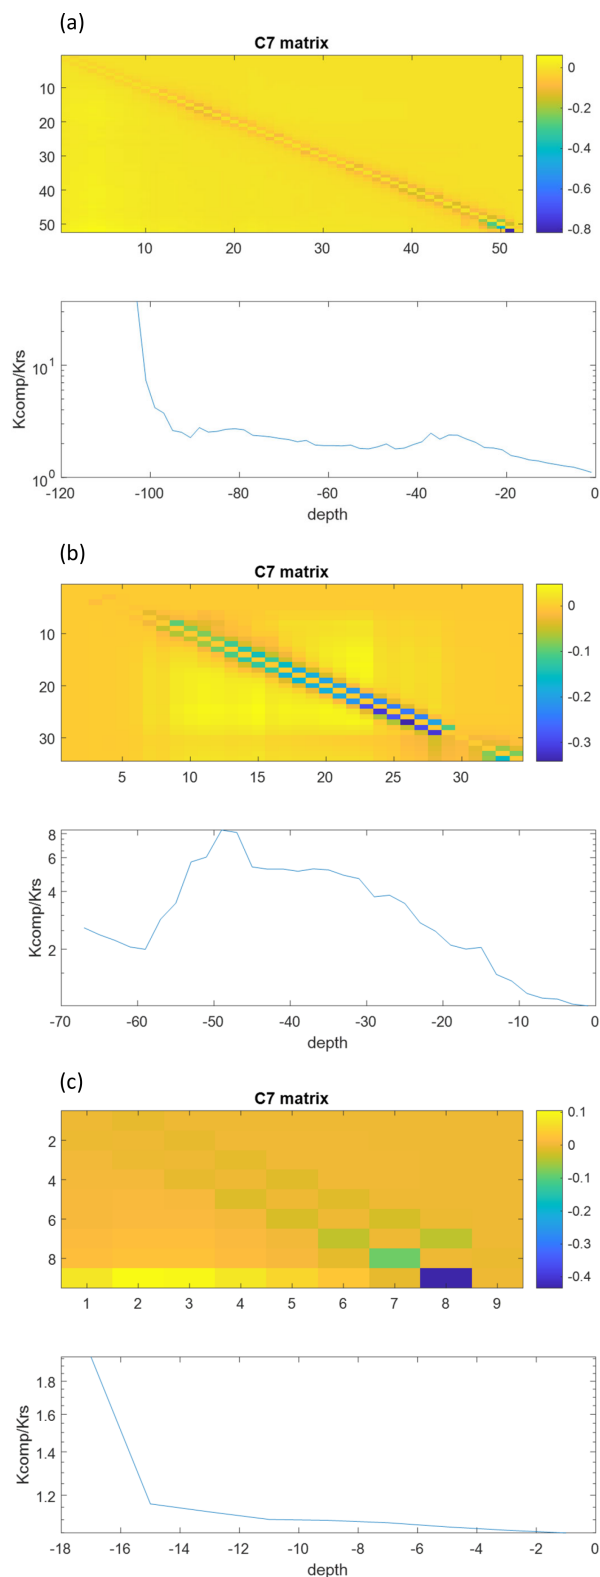 (a)
C7 matrix
10
20
30
40
50
10 20 30 40 50
0
-0.2
-0.4
-0.6
-0.8
Kcomp/Krs
10^1
10^0
-120 -100 -80 -60 -40 -20 0
depth
(b)
C7 matrix
10
20
30
5 10 15 20 25 30
0
-0.1
-0.2
-0.3
Kcomp/Krs
8
6
4
2
-70 -60 -50 -40 -30 -20 -10 0
depth
(c)
C7 matrix
2
4
6
8
1 2 3 4 5 6 7 8 9
0.1
0
-0.1
-0.2
-0.3
-0.4
Kcomp/Krs
1.8
1.6
1.4
1.2
-18 -16 -14 -12 -10 -8 -6 -4 -2 0
depth